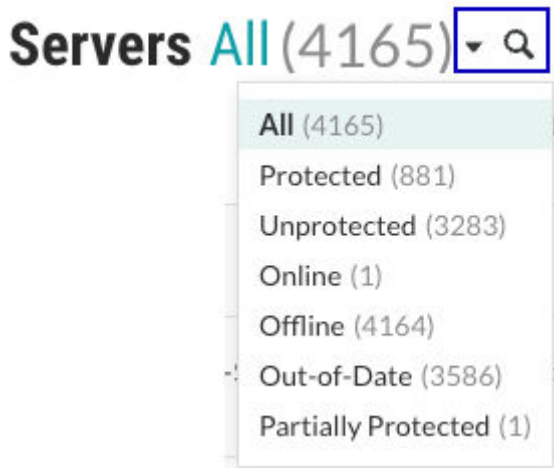 Servers All (4165)
All (4165)
Protected (881)
Unprotected (3283)
Online (1)
Offline (4164)
Out-of-Date (3586)
Partially Protected (1)